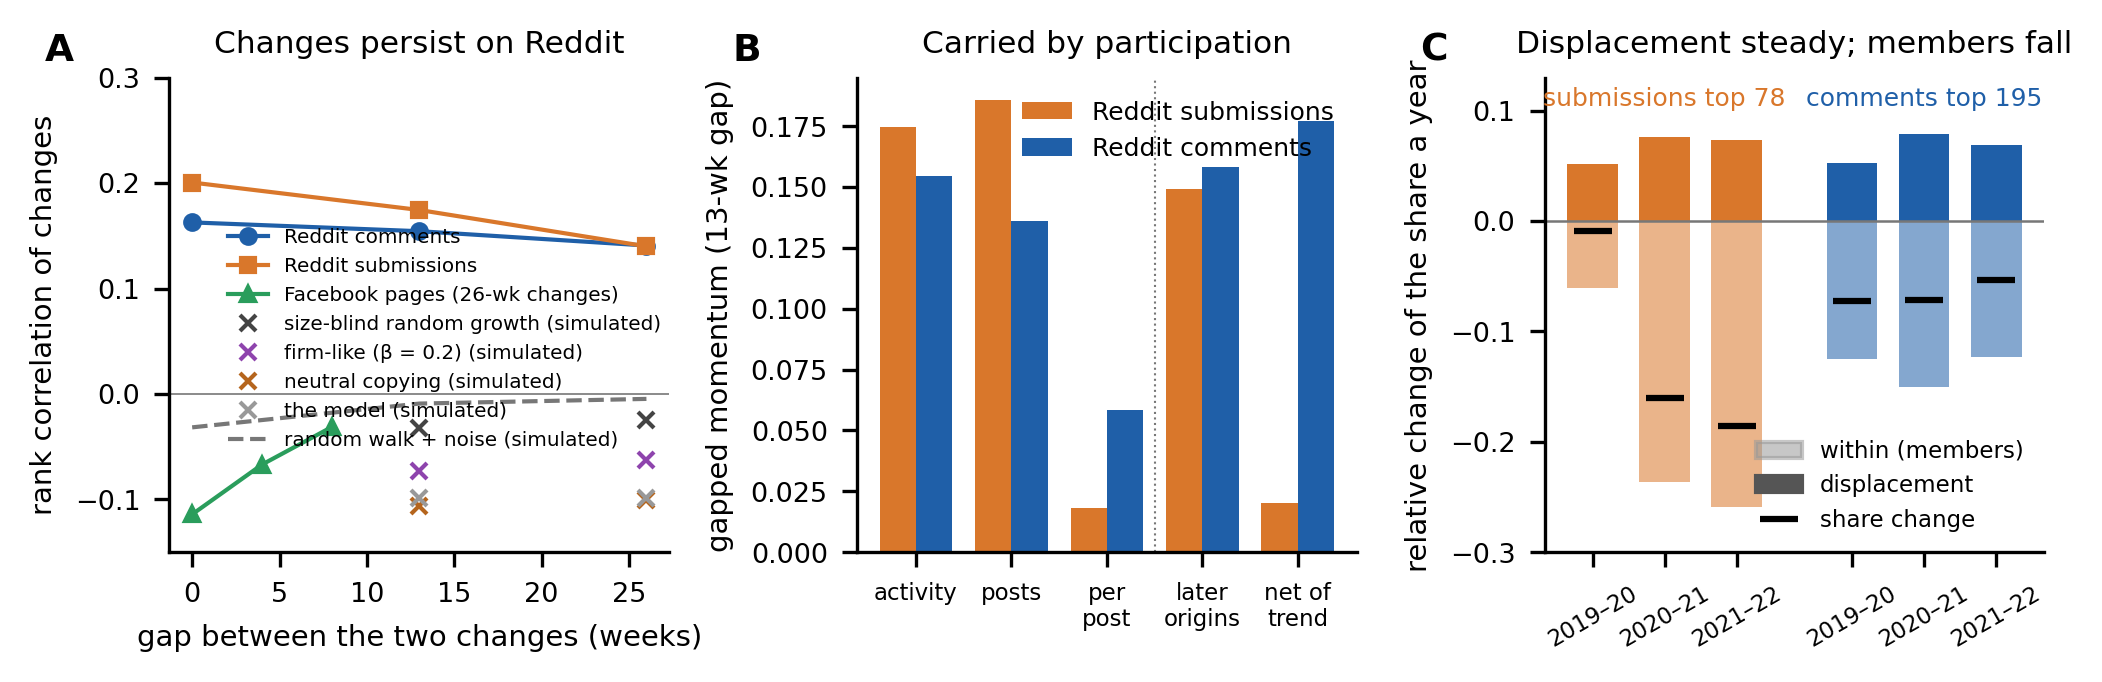 A
Changes persist on Reddit
0.3
0.2
0.1
0.0
−0.1
rank correlation of changes
Reddit comments
Reddit submissions
Facebook pages (26-wk changes)
size-blind random growth (simulated)
firm-like (β = 0.2) (simulated)
neutral copying (simulated)
the model (simulated)
random walk + noise (simulated)
0 5 10 15 20 25
gap between the two changes (weeks)
B
Carried by participation
gapped momentum (13-wk gap)
0.175
0.150
0.125
0.100
0.075
0.050
0.025
0.000
Reddit submissions
Reddit comments
activity posts per post later origins net of trend
C
Displacement steady; members fall
relative change of the share a year
0.1
0.0
−0.1
−0.2
−0.3
submissions top 78 comments top 195
within (members)
displacement
share change
2019–20 2020–21 2021–22 2019–20 2020–21 2021–22